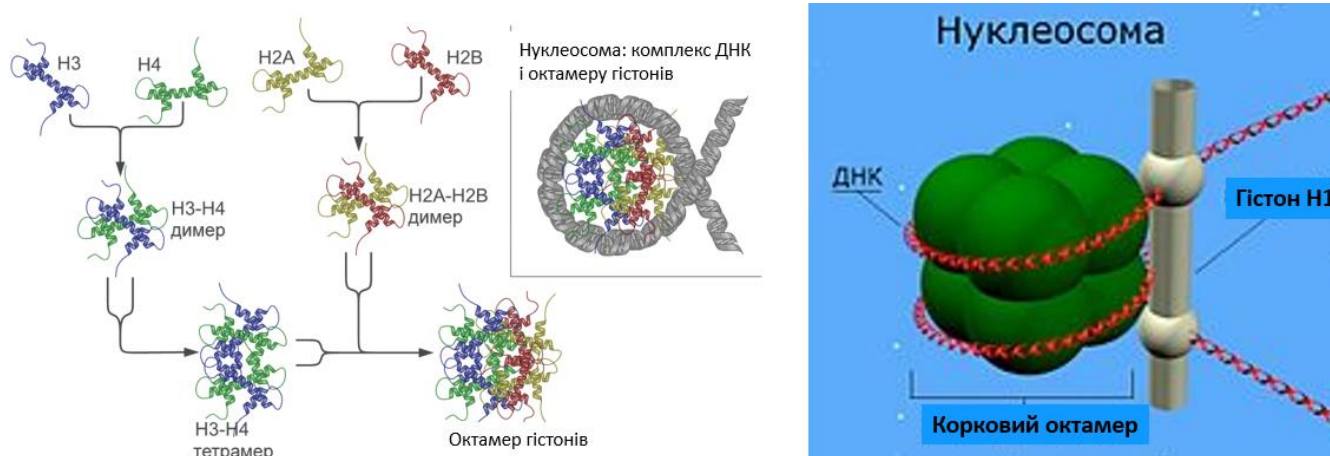 H3
H4
H2A
H2B
H3-H4
димер
H2A-H2B
димер
H3-H4
тетрамер
Октамер гістонів
Нуклеосома: комплекс ДНК
і октамеру гістонів
Нуклеосома
ДНК
Гістон Н1
Корковий октамер